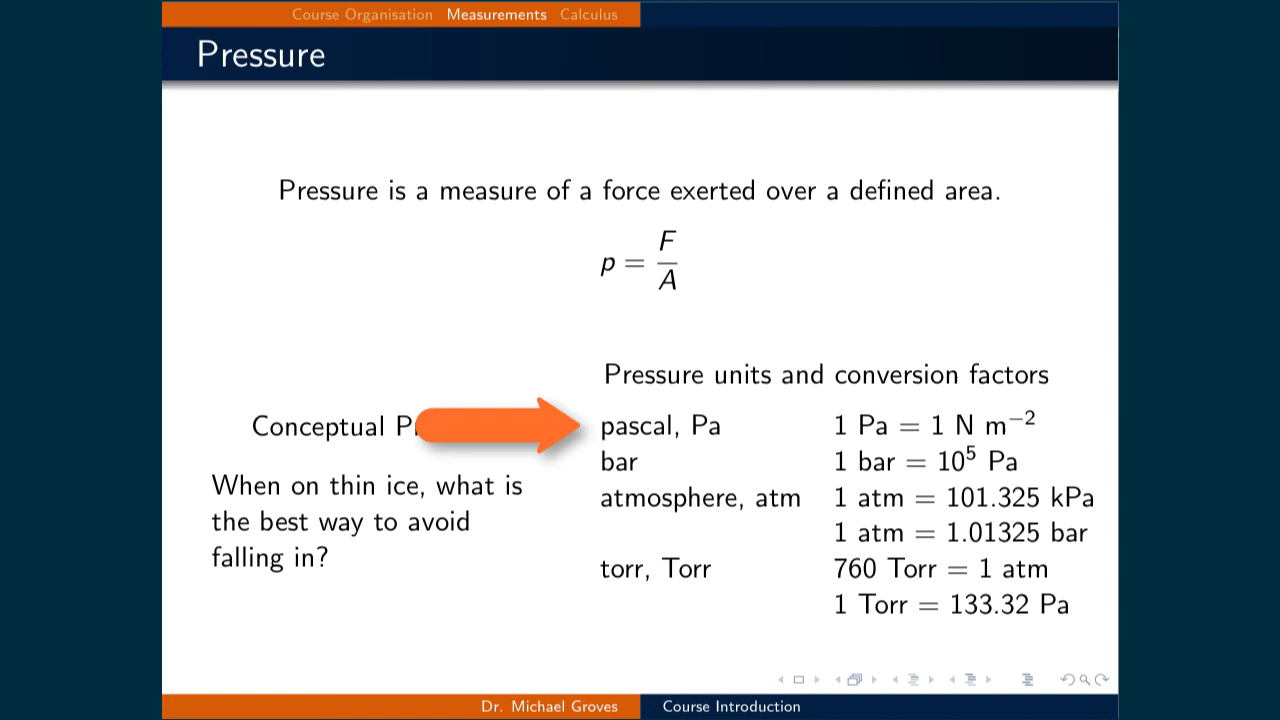 Course Organisation Measurements Calculus
Pressure
Pressure is a measure of a force exerted over a defined area.
p = F/A
Conceptual
When on thin ice, what is
the best way to avoid
falling in?
Pressure units and conversion factors
pascal, Pa 1 Pa = 1 N m⁻²
bar 1 bar = 10⁵ Pa
atmosphere, atm 1 atm = 101.325 kPa
1 atm = 1.01325 bar
torr, Torr 760 Torr = 1 atm
1 Torr = 133.32 Pa
Dr. Michael Groves Course Introduction